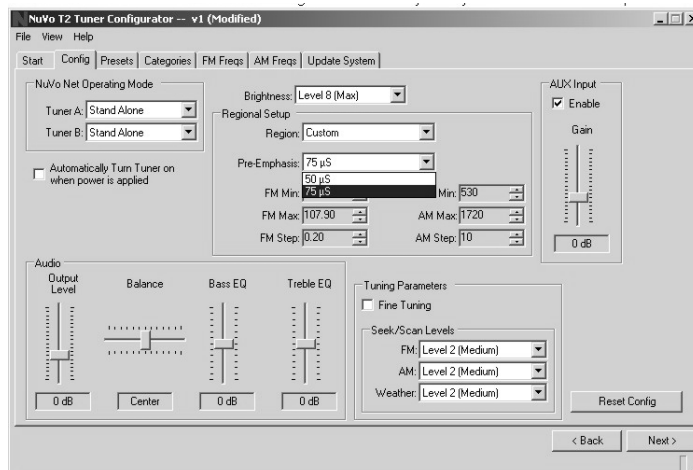 NuVo T2 Tuner Configurator -- v1 (Modified)
File View Help
Start Config Presets Categories FM Freqs AM Freqs Update System
NuVo Net Operating Mode
Tuner A: Stand Alone
Tuner B: Stand Alone
Automatically Turn Tuner on
when power is applied
Brightness: Level 8 (Max)
Regional Setup
Region: Custom
Pre-Emphasis: 75 µS
50 µS
75 µS
FM Min: Min: 530
FM Max: 107.90 AM Max: 1720
FM Step: 0.20 AM Step: 10
AUX Input
Enable
Gain
0 dB
Audio
Output
Level
Balance Bass EQ Treble EQ
0 dB Center 0 dB 0 dB
Tuning Parameters
Fine Tuning
Seek/Scan Levels
FM: Level 2 (Medium)
AM: Level 2 (Medium)
Weather: Level 2 (Medium)
Reset Config
< Back Next >